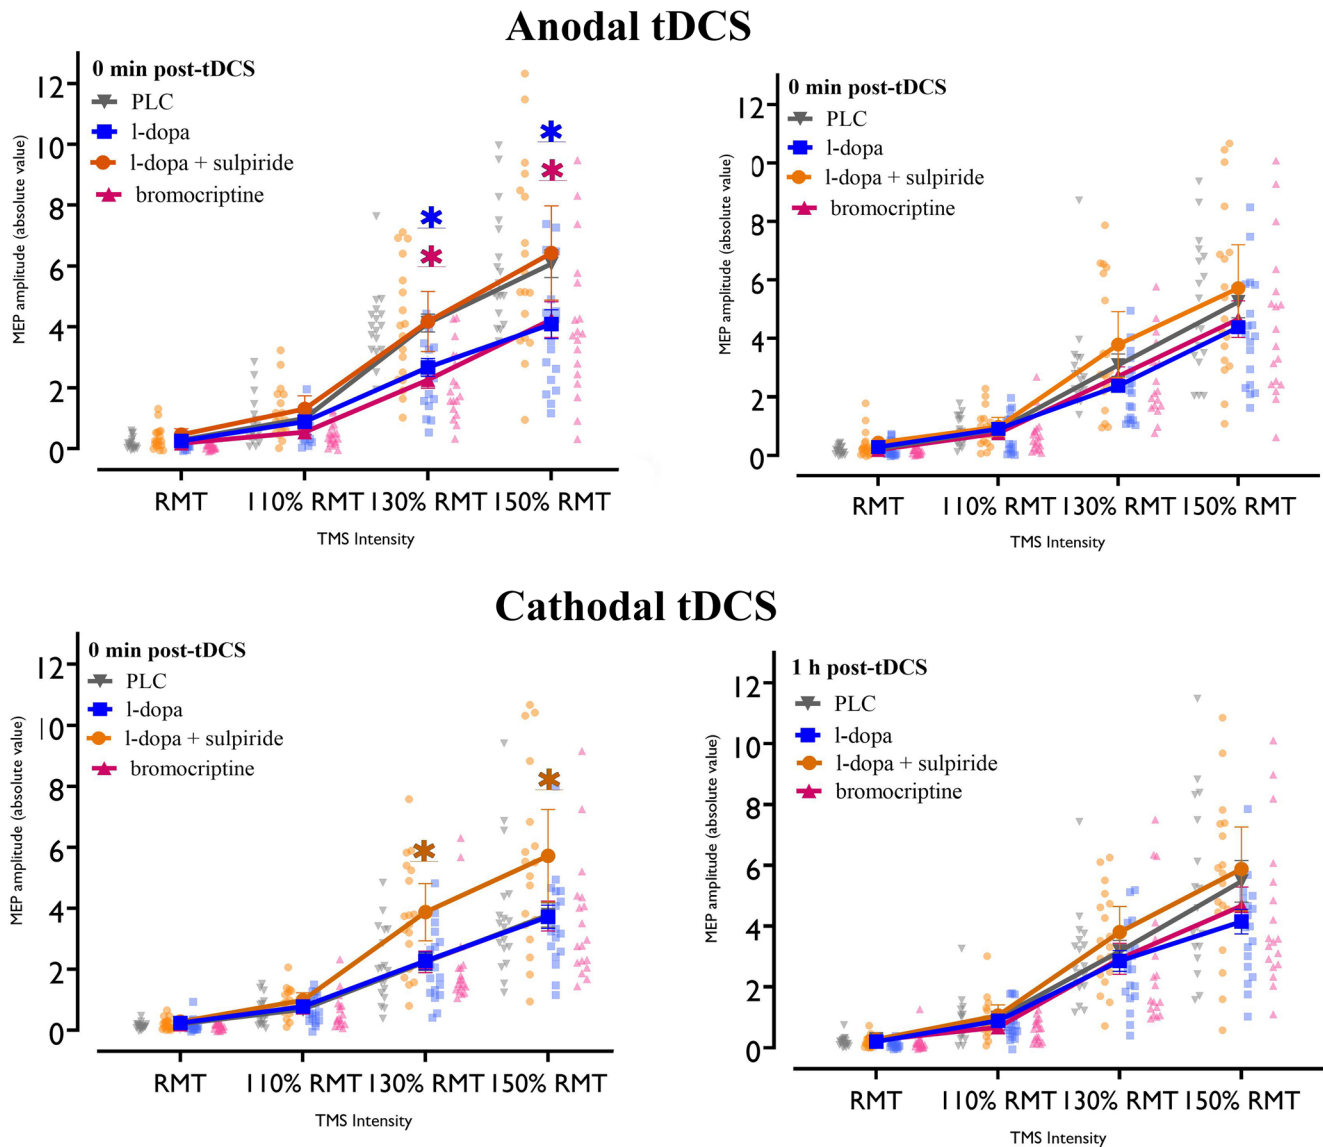 Anodal tDCS
0 min post-tDCS
PLC
l-dopa
l-dopa + sulpiride
bromocriptine
12
10
8
6
4
2
0
MEP amplitude (absolute value)
*
*
*
*
RMT 110% RMT 130% RMT 150% RMT
TMS Intensity
0 min post-tDCS
PLC
l-dopa
l-dopa + sulpiride
bromocriptine
12
0
8
6
4
2
0
MEP amplitude (absolute value)
RMT 110% RMT 130% RMT 150% RMT
TMS Intensity
Cathodal tDCS
0 min post-tDCS
PLC
l-dopa
l-dopa + sulpiride
bromocriptine
12
10
8
6
4
2
0
MEP amplitude (absolute value)
*
*
RMT 110% RMT 130% RMT 150% RMT
TMS Intensity
1 h post-tDCS
PLC
l-dopa
l-dopa + sulpiride
bromocriptine
12
10
8
6
4
2
0
MEP amplitude (absolute value)
RMT 110% RMT 130% RMT 150% RMT
TMS Intensity